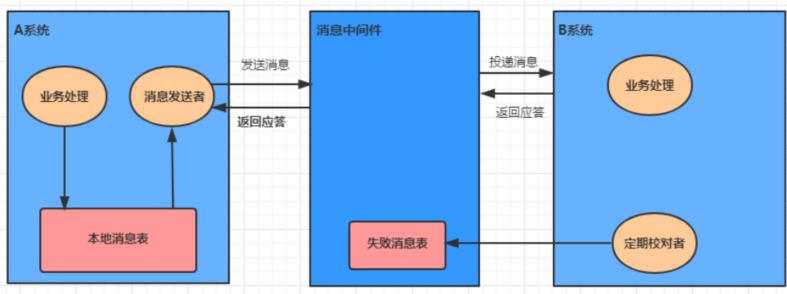 A系统
消息中间件
B系统
业务处理
消息发送者
发送消息
返回应答
投递消息
返回应答
业务处理
本地消息表
失败消息表
定期校对者